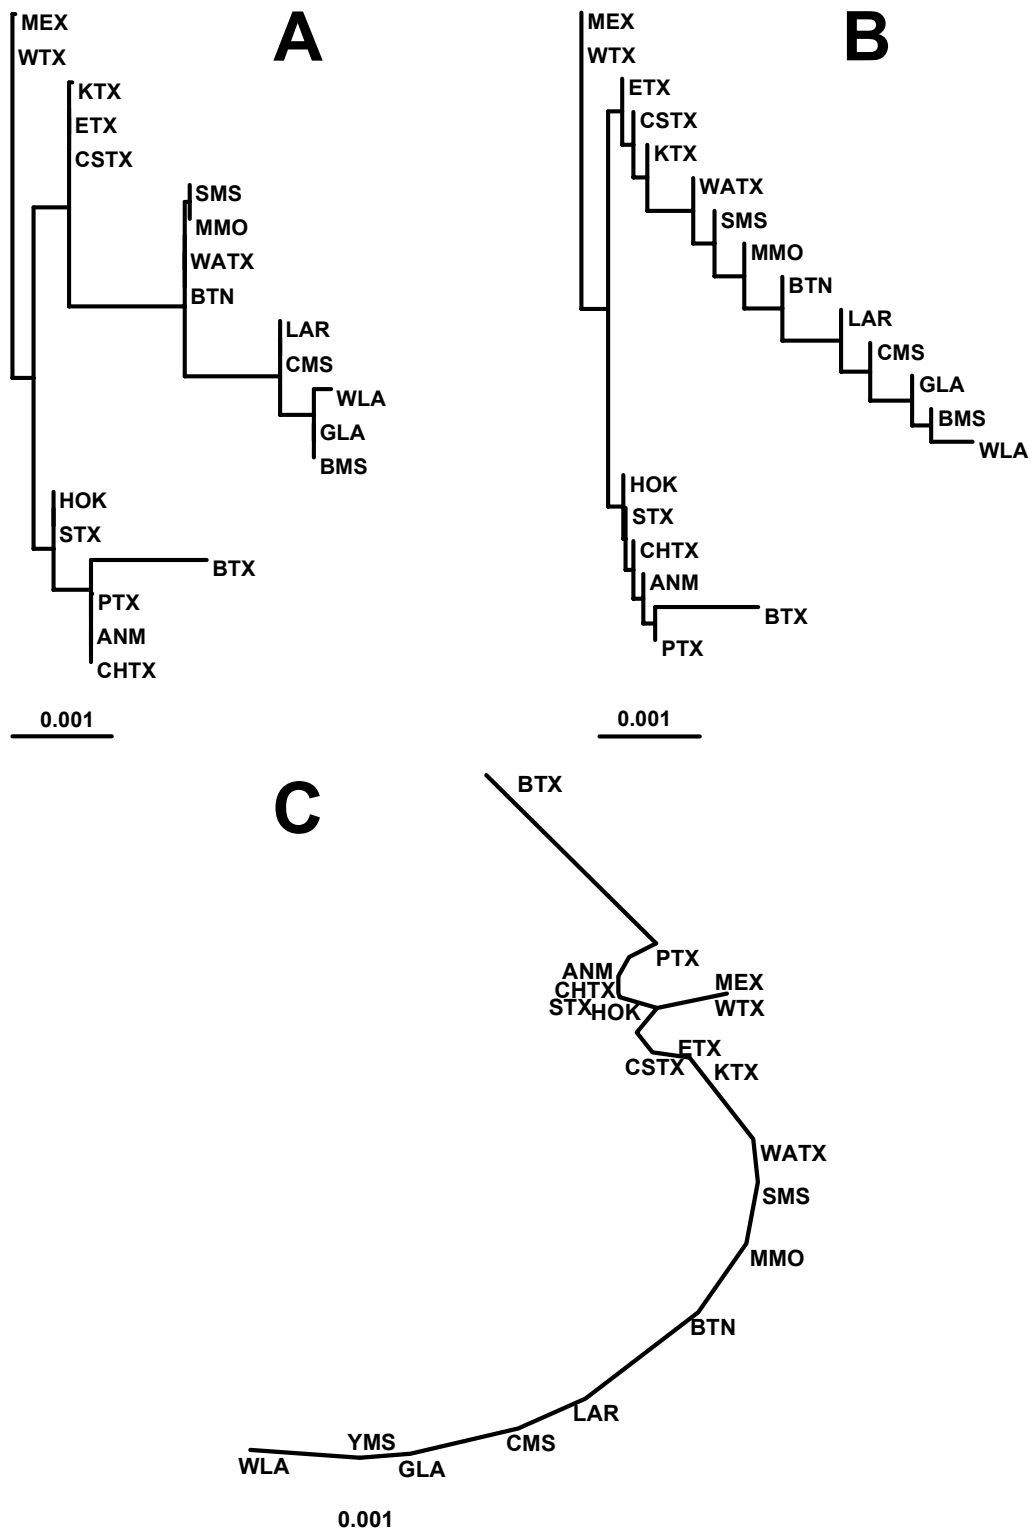 A
MEX
WTX
KTX
ETX
CSTX
SMS
MMO
WATX
BTN
LAR
CMS
WLA
GLA
BMS
HOK
STX
BTX
PTX
ANM
CHTX
0.001
B
MEX
WTX
ETX
CSTX
KTX
WATX
SMS
MMO
BTN
LAR
CMS
GLA
BMS
WLA
HOK
STX
CHTX
ANM
BTX
PTX
0.001
C
BTX
PTX
ANM
CHTX
STX
HOK
MEX
WTX
ETX
CSTX
KTX
WATX
SMS
MMO
BTN
LAR
CMS
YMS
GLA
WLA
0.001